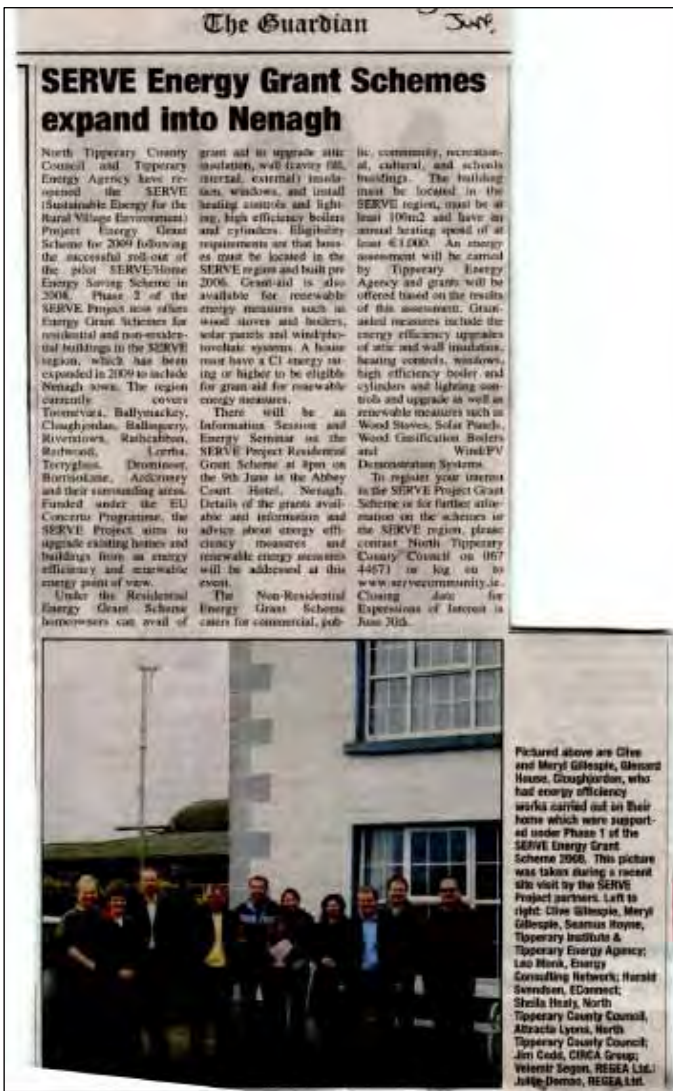 The Guardian
June.
SERVE Energy Grant Schemes
expand into Nenagh
North Tipperary County
Council and Tipperary
Energy Agency have re-
opened the SERVE
(Sustainable Energy for the
Rural Village Environment)
Project Energy Grant
Scheme for 2009 following
the successful roll-out of
the pilot SERVE/Home
Energy Saving Scheme in
2008. Phase 2 of the
SERVE Project now offers
Energy Grant Schemes for
residential and non-residen-
tial buildings in the SERVE
region, which has been
expanded in 2009 to include
Nenagh town. The region
currently covers
Toomevara, Ballymackey,
Cloughjordan, Ballinderry,
Riverstown, Rathcabban,
Redwood, Lorrha,
Terryglass, Dromineer,
Borrisokane, Ardcroney
and their surrounding areas.
Funded under the EU
Concerto Programme, the
SERVE Project aims to
upgrade existing homes and
buildings from an energy
efficiency and renewable
energy point of view.
Under the Residential
Energy Grant Scheme
homeowners can avail of
grant aid to upgrade attic
insulation, wall (cavity fill,
internal, external) insula-
tion, windows, and install
heating controls and light-
ing, high efficiency boilers
and cylinders. Eligibility
requirements are that hous-
es must be located in the
SERVE region and built pre
2006. Grant-aid is also
available for renewable
energy measures such as
wood stoves and boilers,
solar panels and wind/pho-
tovoltaic systems. A house
must have a C1 energy rat-
ing or higher to be eligible
for grant aid for renewable
energy measures.
There will be an
Information Session and
Energy Seminar on the
SERVE Project Residential
Grant Scheme at 8pm on
the 9th June in the Abbey
Court Hotel, Nenagh.
Details of the grants avail-
able and information and
advice about energy effi-
ciency measures and
renewable energy measures
will be addressed at this
event.
The Non-Residential
Energy Grant Scheme
caters for commercial, pub-
lic, community, recreation-
al, cultural, and schools
buildings. The building
must be located in the
SERVE region, must be at
least 100m2 and have an
annual heating spend of at
least €1,000. An energy
assessment will be carried
by Tipperary Energy
Agency and grants will be
offered based on the results
of this assessment. Grant-
aided measures include the
energy efficiency upgrades
of attic and wall insulation,
heating controls, windows,
high efficiency boiler and
cylinders and lighting con-
trols and upgrade as well as
renewable measures such as
Wood Stoves, Solar Panels,
Wood Gasification Boilers
and Wind/PV
Demonstration Systems.
To register your interest
in the SERVE Project Grant
Scheme or for further infor-
mation on the schemes or
the SERVE region, please
contact North Tipperary
County Council on 067
44671 or log on to
www.servecommunity.ie.
Closing date for
Expressions of Interest is
June 30th.
Pictured above are Clive
and Meryl Gillespie, Glenard
House, Cloughjordan, who
had energy efficiency
works carried out on their
home which were support-
ed under Phase 1 of the
SERVE Energy Grant
Scheme 2008. This picture
was taken during a recent
site visit by the SERVE
Project partners. Left to
right: Clive Gillespie, Meryl
Gillespie, Seamus Hoyne,
Tipperary Institute &
Tipperary Energy Agency;
Leo Monk, Energy
Consulting Network; Harald
Svendsen, EConnect;
Sheila Healy, North
Tipperary County Council,
Attracta Lyons, North
Tipperary County Council;
Jim Codd, CIRCA Group;
Velemir Segon, REGEA Ltd.;
Julije Domac, REGEA Ltd.